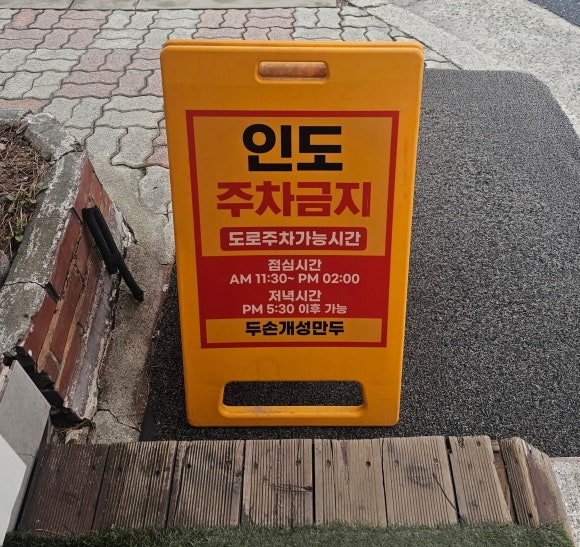 인도
주차금지
도로주차가능시간
점심시간
AM 11:30~ PM 02:00
저녁시간
PM 5:30 이후 가능
두손개성만두